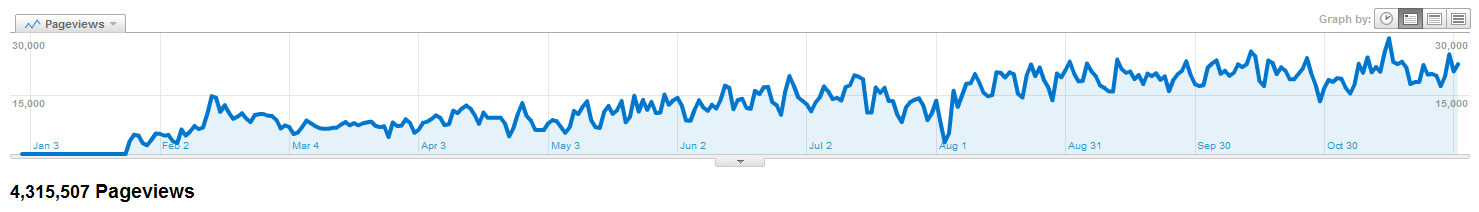 Pageviews
Graph by:
30,000 30,000
15,000 15,000
Jan 3 Feb 2 Mar 4 Apr 3 May 3 Jun 2 Jul 2 Aug 1 Aug 31 Sep 30 Oct 30
4,315,507 Pageviews